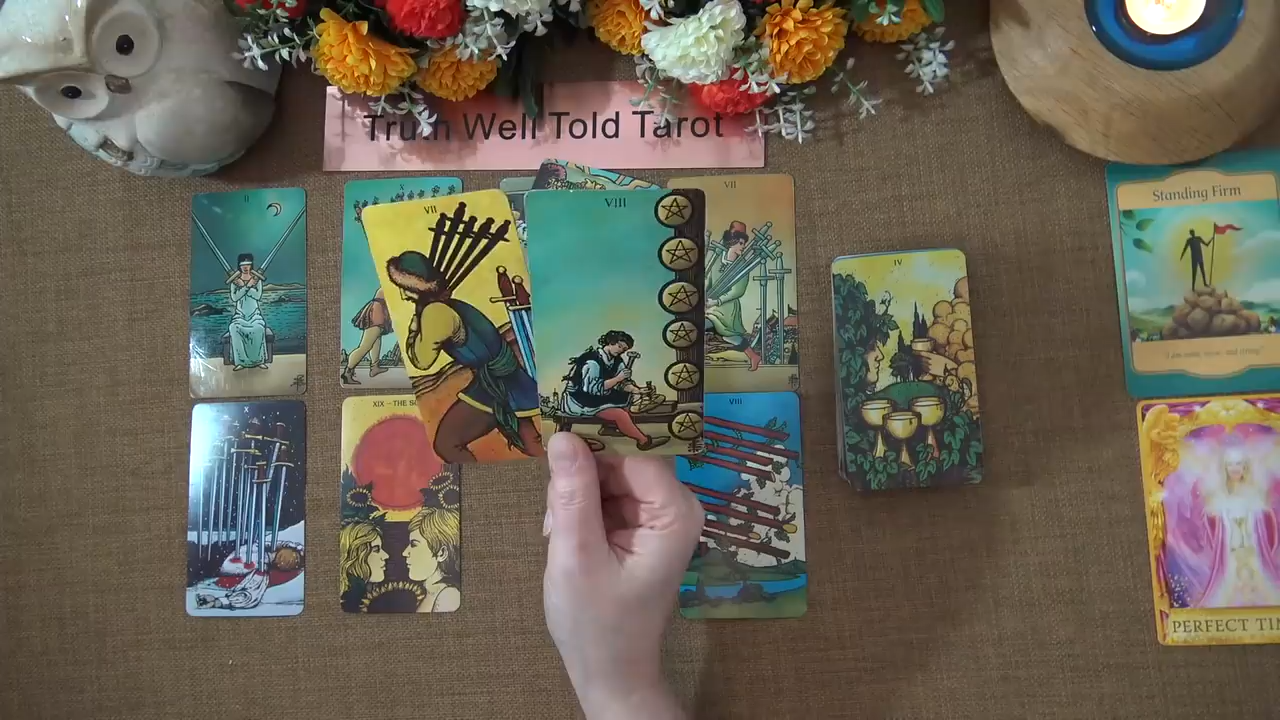 Truth Well Told Tarot
II
X
VII
VIII
VII
IV
Standing Firm
X
XIX - THE S
VIII
PERFECT TI